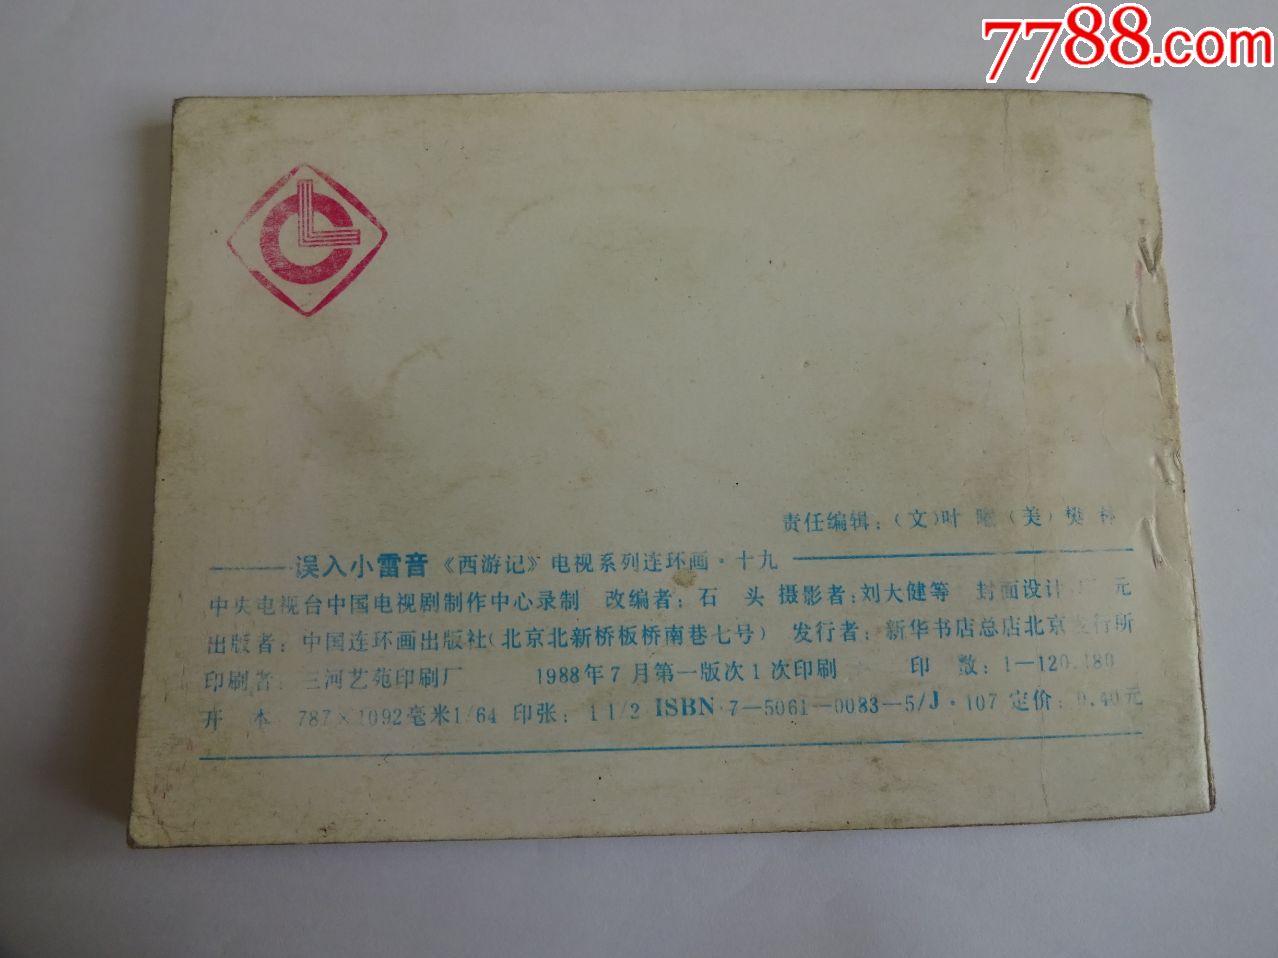 7788.com
责任编辑：（文）叶 （美）樊 林
误入小雷音《西游记》电视系列连环画·十九
中央电视台中国电视剧制作中心录制 改编者：石 头 摄影者：刘大健等 封面设计 元
出版者：中国连环画出版社（北京北新桥板桥南巷七号） 发行者：新华书店总店北京发行所
印刷者：三河艺苑印刷厂 1988年7月第一版次1次印刷 印 数：1—120.180
开 本 787×1092毫米1/64 印张：1 1/2 ISBN·7—5061—0083—5/J·107 定价：0.40元